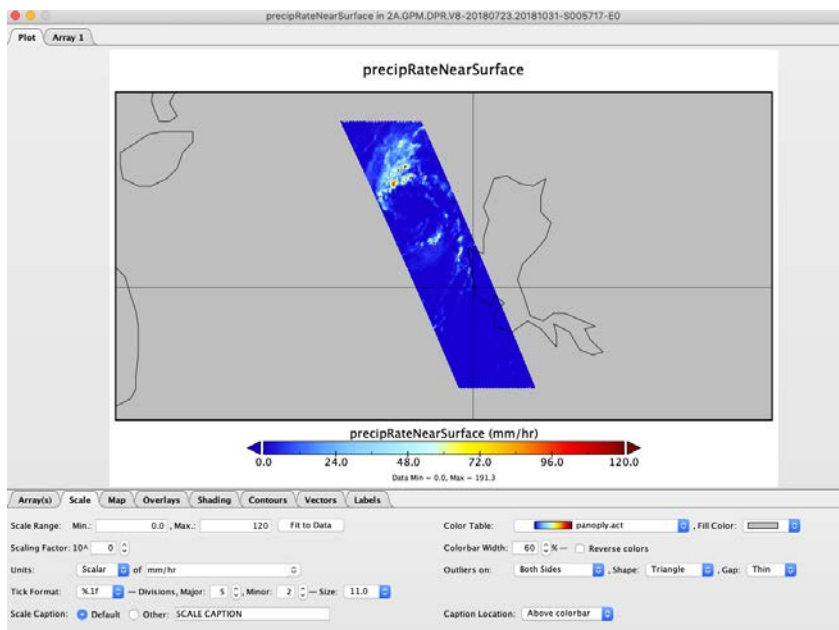 precipRateNearSurface in 2A.GPM.DPR.V8-20180723.20181031-S005717-E0
Plot Array 1
precipRateNearSurface
precipRateNearSurface (mm/hr)
0.0 24.0 48.0 72.0 96.0 120.0
Data Min = 0.0, Max = 191.3
Array(s) Scale Map Overlays Shading Contours Vectors Labels
Scale Range: Min.: 0.0 , Max.: 120 Fit to Data Color Table: panoply.act , Fill Color:
Scaling Factor: 10^ 0 Colorbar Width: 60 % — Reverse colors
Units: Scalar of mm/hr Outliers on: Both Sides , Shape: Triangle , Gap: Thin
Tick Format: %.1f — Divisions, Major: 5 , Minor: 2 — Size: 11.0
Scale Caption: Default Other: SCALE CAPTION Caption Location: Above colorbar